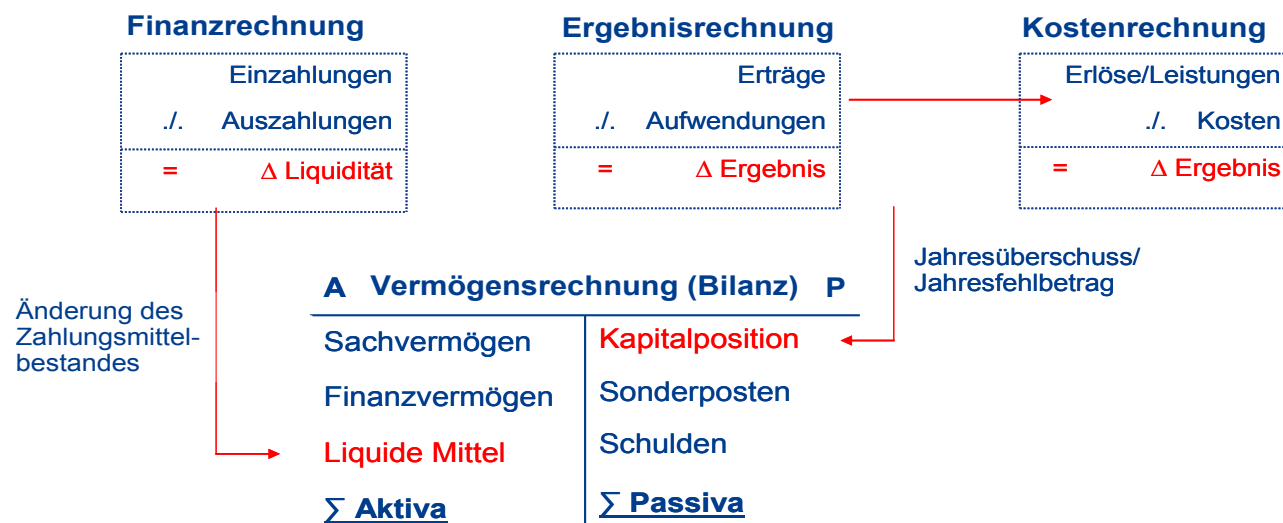 Finanzrechnung
Einzahlungen
./. Auszahlungen
= Δ Liquidität
Ergebnisrechnung
Erträge
./. Aufwendungen
= Δ Ergebnis
Kostenrechnung
Erlöse/Leistungen
./. Kosten
= Δ Ergebnis
Änderung des
Zahlungsmittel-
bestandes
Jahresüberschuss/
Jahresfehlbetrag
A Vermögensrechnung (Bilanz) P
Sachvermögen
Finanzvermögen
Liquide Mittel
∑ Aktiva
Kapitalposition
Sonderposten
Schulden
∑ Passiva